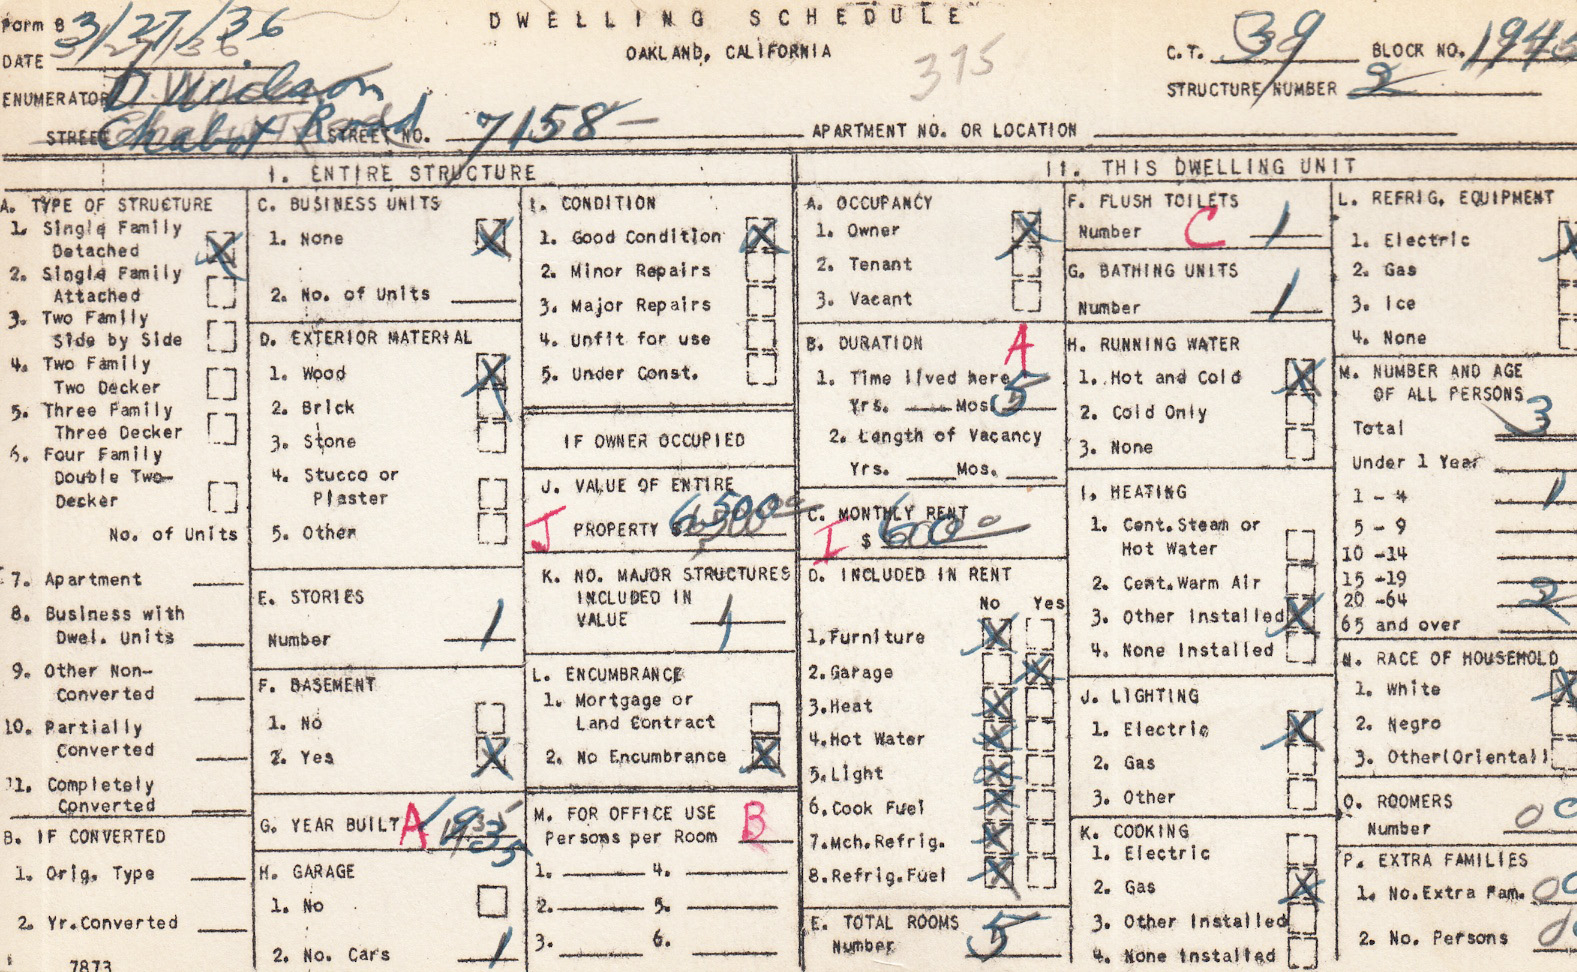 Form B
DWELLING SCHEDULE
OAKLAND, CALIFORNIA
375
DATE 3/27/36
C.T. 39 BLOCK NO. 1945
ENUMERATOR
STRUCTURE NUMBER 2
STREET Chabot Road STREET NO. 7158 APARTMENT NO. OR LOCATION
I. ENTIRE STRUCTURE
A. TYPE OF STRUCTURE
1. Single Family
Detached X
2. Single Family
Attached
3. Two Family
Side by Side
4. Two Family
Two Decker
5. Three Family
Three Decker
6. Four Family
Double Two-
Decker
No. of Units
7. Apartment
8. Business with
Dwel. Units
9. Other Non-
Converted
10. Partially
Converted
11. Completely
Converted
B. IF CONVERTED
1. Orig. Type
2. Yr. Converted
7873
C. BUSINESS UNITS
1. None X
2. No. of Units
D. EXTERIOR MATERIAL
1. Wood X
2. Brick
3. Stone
4. Stucco or
Plaster
5. Other
E. STORIES
Number 1
F. BASEMENT
1. No
2. Yes X
G. YEAR BUILT A 1935
H. GARAGE
1. No
2. No. Cars 1
I. CONDITION
1. Good Condition X
2. Minor Repairs
3. Major Repairs
4. Unfit for use
5. Under Const.
IF OWNER OCCUPIED
J. VALUE OF ENTIRE
J PROPERTY $ 6500
K. NO. MAJOR STRUCTURES
INCLUDED IN
VALUE 1
L. ENCUMBRANCE
1. Mortgage or
Land Contract
2. No Encumbrance X
M. FOR OFFICE USE B
Persons per Room
1. 4.
2. 5.
3. 6.
II. THIS DWELLING UNIT
A. OCCUPANCY
1. Owner X
2. Tenant
3. Vacant
B. DURATION A
1. Time lived here
Yrs. Mos. 5
2. Length of Vacancy
Yrs. Mos.
C. MONTHLY RENT
I $ 60
D. INCLUDED IN RENT
No Yes
1. Furniture X
2. Garage X
3. Heat X
4. Hot Water X
5. Light X
6. Cook Fuel X
7. Mch. Refrig. X
8. Refrig. Fuel X
E. TOTAL ROOMS
Number 5
F. FLUSH TOILETS
Number C 1
G. BATHING UNITS
Number 1
H. RUNNING WATER
1. Hot and Cold X
2. Cold Only
3. None
I. HEATING
1. Cent. Steam or
Hot Water
2. Cent. Warm Air
3. Other Installed X
4. None Installed
J. LIGHTING
1. Electric X
2. Gas
3. Other
K. COOKING
1. Electric
2. Gas X
3. Other Installed
4. None Installed
L. REFRIG. EQUIPMENT
1. Electric X
2. Gas
3. Ice
4. None
M. NUMBER AND AGE
OF ALL PERSONS
Total 3
Under 1 Year
1 - 4 1
5 - 9
10 -14
15 -19
20 -64 2
65 and over
N. RACE OF HOUSEHOLD
1. White X
2. Negro
3. Other (Oriental)
O. ROOMERS
Number 0
P. EXTRA FAMILIES
1. No. Extra Fam. 0
2. No. Persons 0